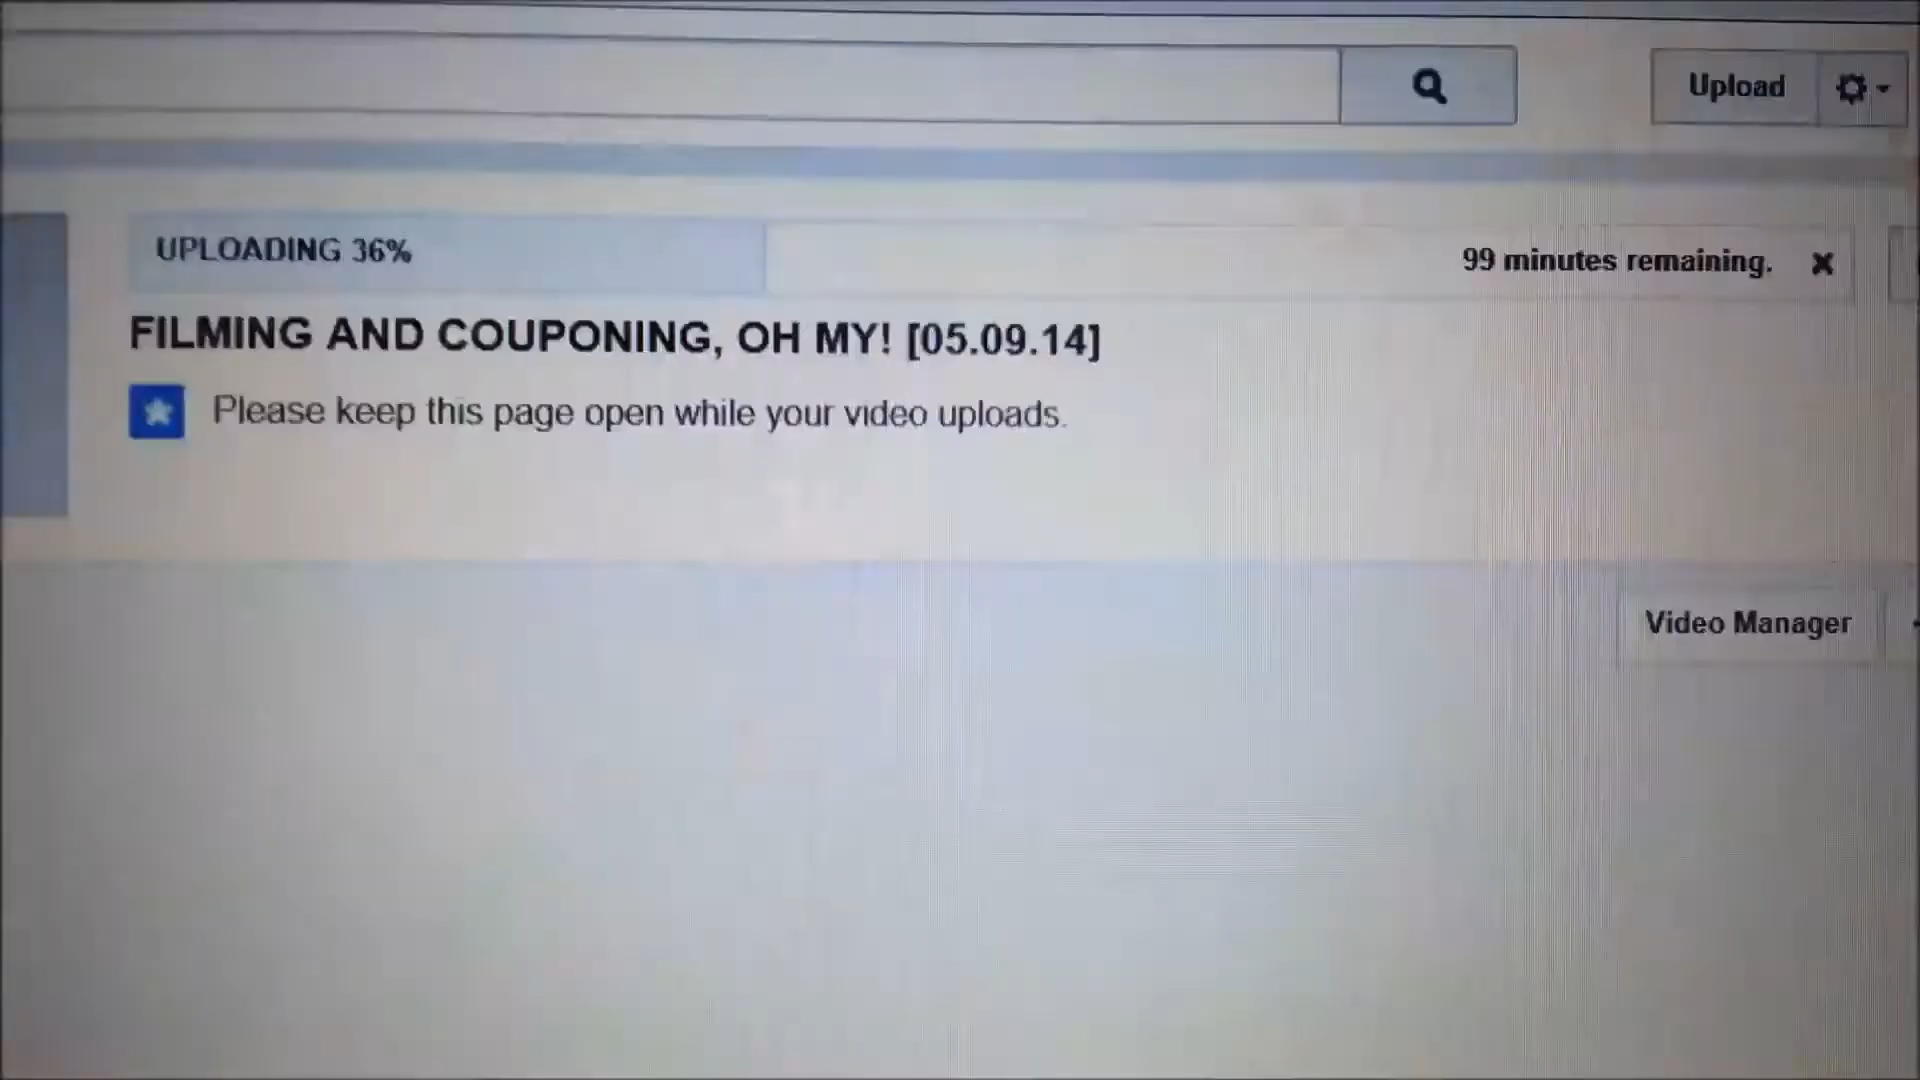 Upload
UPLOADING 36%
99 minutes remaining.
FILMING AND COUPONING, OH MY! [05.09.14]
Please keep this page open while your video uploads.
Video Manager